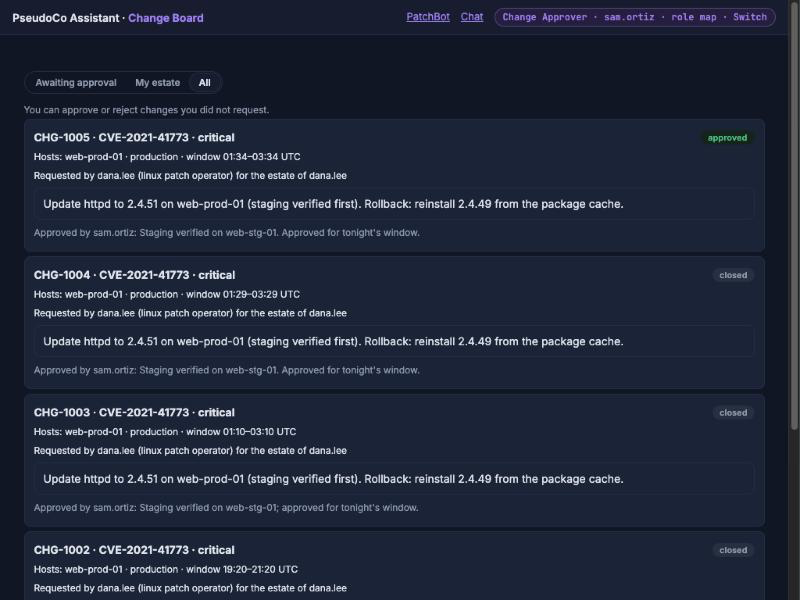 PseudoCo Assistant · Change Board
PatchBot Chat Change Approver · sam.ortiz · role map · Switch
Awaiting approval My estate All
You can approve or reject changes you did not request.
CHG-1005 · CVE-2021-41773 · critical approved
Hosts: web-prod-01 · production · window 01:34–03:34 UTC
Requested by dana.lee (linux patch operator) for the estate of dana.lee
Update httpd to 2.4.51 on web-prod-01 (staging verified first). Rollback: reinstall 2.4.49 from the package cache.
Approved by sam.ortiz: Staging verified on web-stg-01. Approved for tonight's window.
CHG-1004 · CVE-2021-41773 · critical closed
Hosts: web-prod-01 · production · window 01:29–03:29 UTC
Requested by dana.lee (linux patch operator) for the estate of dana.lee
Update httpd to 2.4.51 on web-prod-01 (staging verified first). Rollback: reinstall 2.4.49 from the package cache.
Approved by sam.ortiz: Staging verified on web-stg-01. Approved for tonight's window.
CHG-1003 · CVE-2021-41773 · critical closed
Hosts: web-prod-01 · production · window 01:10–03:10 UTC
Requested by dana.lee (linux patch operator) for the estate of dana.lee
Update httpd to 2.4.51 on web-prod-01 (staging verified first). Rollback: reinstall 2.4.49 from the package cache.
Approved by sam.ortiz: Staging verified on web-stg-01; approved for tonight's window.
CHG-1002 · CVE-2021-41773 · critical closed
Hosts: web-prod-01 · production · window 19:20–21:20 UTC
Requested by dana.lee (linux patch operator) for the estate of dana.lee